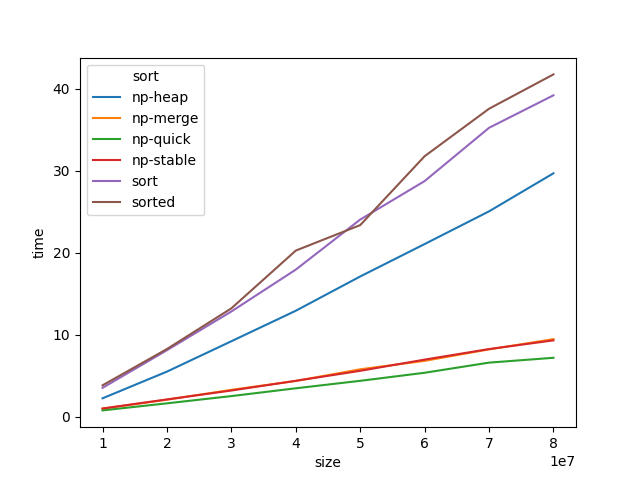 sort
np-heap
np-merge
np-quick
np-stable
sort
sorted
time
40
30
20
10
0
1 2 3 4 5 6 7 8
size
1e7